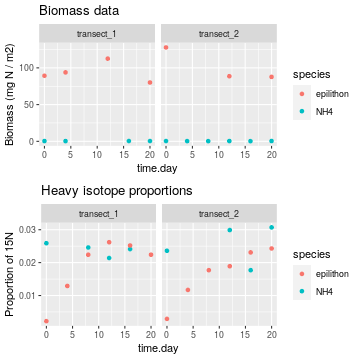 Biomass data
transect_1 transect_2
Biomass (mg N / m2)
100
50
0
0 5 10 15 20 0 5 10 15 20
time.day
species
epilithon
NH4
Heavy isotope proportions
transect_1 transect_2
Proportion of 15N
0.03
0.02
0.01
0 5 10 15 20 0 5 10 15 20
time.day
species
epilithon
NH4